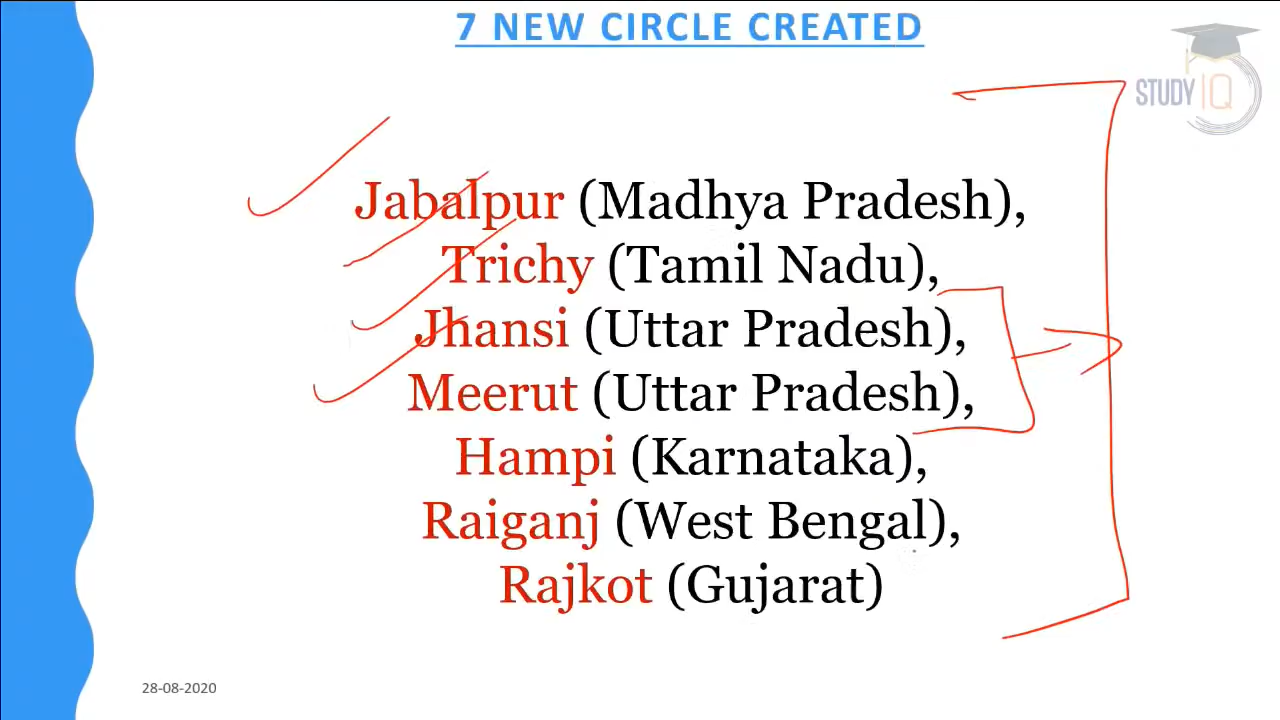 7 NEW CIRCLE CREATED
STUDY IQ
Jabalpur (Madhya Pradesh),
Trichy (Tamil Nadu),
Jhansi (Uttar Pradesh),
Meerut (Uttar Pradesh),
Hampi (Karnataka),
Raiganj (West Bengal),
Rajkot (Gujarat)
28-08-2020